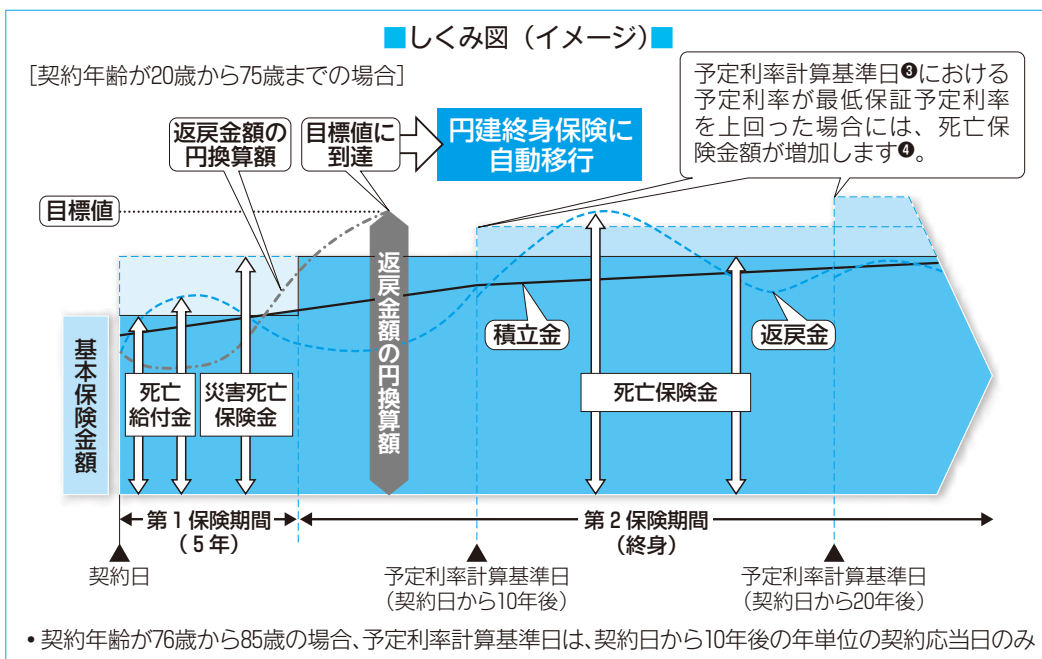 ■しくみ図（イメージ）■
［契約年齢が20歳から75歳までの場合］
予定利率計算基準日❸における
予定利率が最低保証予定利率
を上回った場合には、死亡保
険金額が増加します❹。
返戻金額の
円換算額
目標値に
到達
円建終身保険に
自動移行
目標値
返戻金額の円換算額
積立金
返戻金
基本保険金額
死亡
給付金
災害死亡
保険金
死亡保険金
第１保険期間
（５年）
第２保険期間
（終身）
契約日
予定利率計算基準日
（契約日から10年後）
予定利率計算基準日
（契約日から20年後）
• 契約年齢が76歳から85歳の場合、予定利率計算基準日は、契約日から10年後の年単位の契約応当日のみ